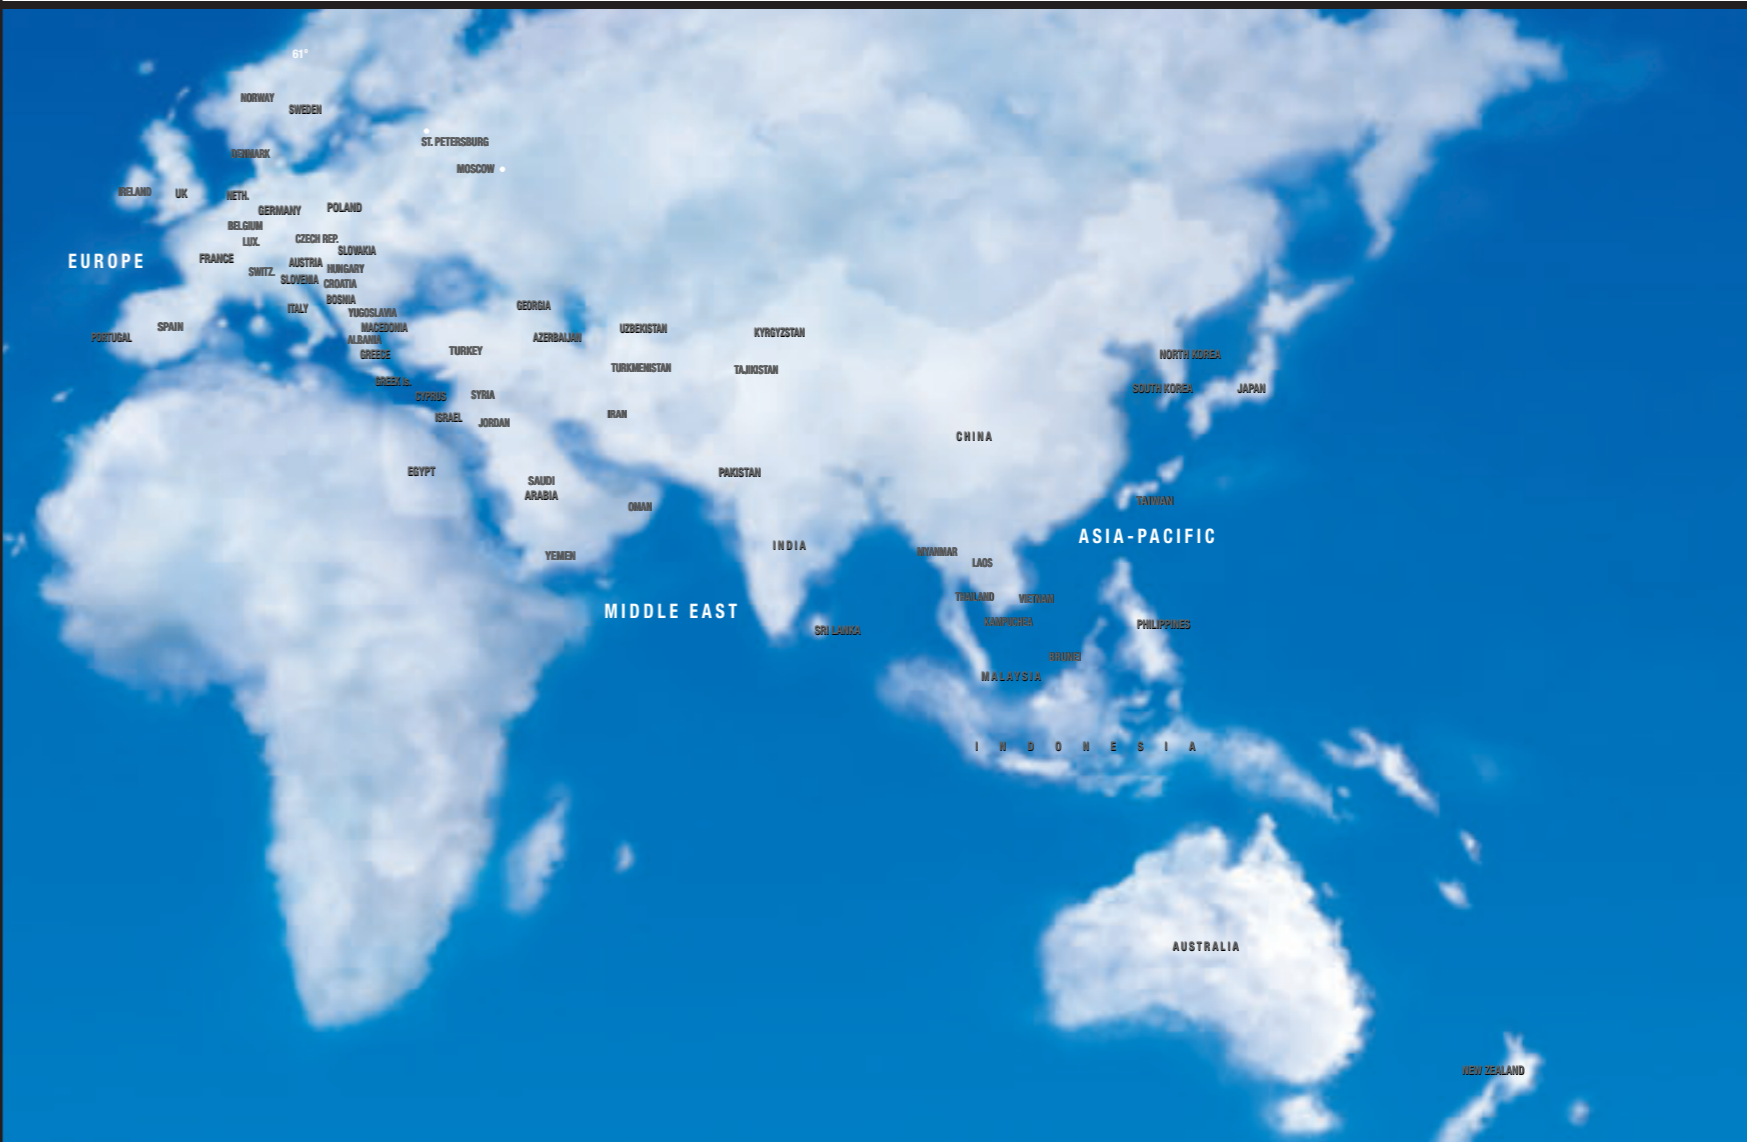 61°
NORWAY
SWEDEN
ST. PETERSBURG
DENMARK
MOSCOW
IRELAND
UK
NETH.
GERMANY
POLAND
BELGIUM
LUX.
CZECH REP.
SLOVAKIA
EUROPE
FRANCE
AUSTRIA
HUNGARY
SWITZ.
SLOVENIA
CROATIA
BOSNIA
ITALY
YUGOSLAVIA
GEORGIA
SPAIN
MACEDONIA
UZBEKISTAN
KYRGYZSTAN
PORTUGAL
ALBANIA
AZERBAIJAN
GREECE
TURKEY
NORTH KOREA
TURKMENISTAN
TAJIKISTAN
GREEK Is.
CYPRUS
SYRIA
SOUTH KOREA
JAPAN
ISRAEL
JORDAN
IRAN
CHINA
EGYPT
PAKISTAN
SAUDI
ARABIA
OMAN
TAIWAN
ASIA-PACIFIC
INDIA
YEMEN
MYANMAR
LAOS
THAILAND
VIETNAM
MIDDLE EAST
KAMPUCHEA
SRI LANKA
PHILIPPINES
BRUNEI
MALAYSIA
INDONESIA
AUSTRALIA
NEW ZEALAND